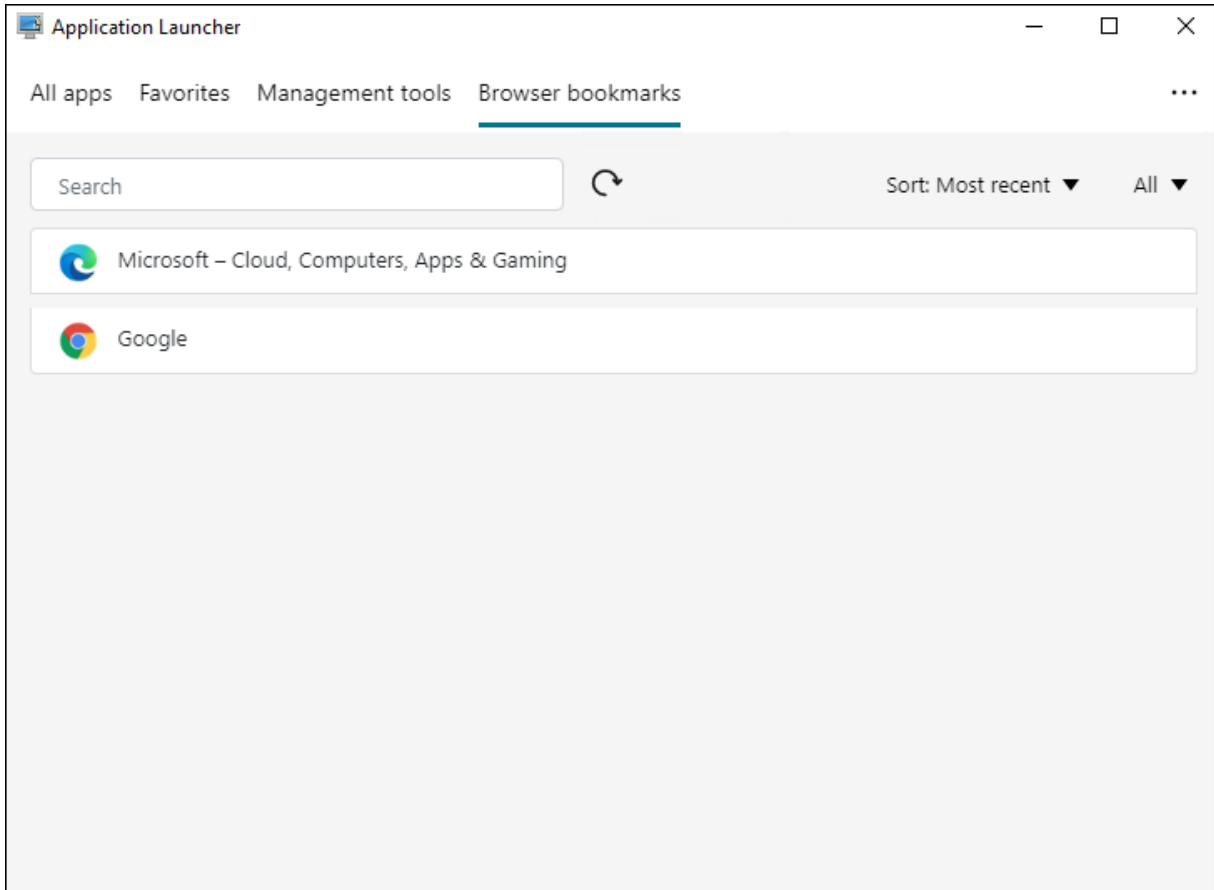 Application Launcher
All apps Favorites Management tools Browser bookmarks
Search Sort: Most recent All
Microsoft – Cloud, Computers, Apps & Gaming
Google